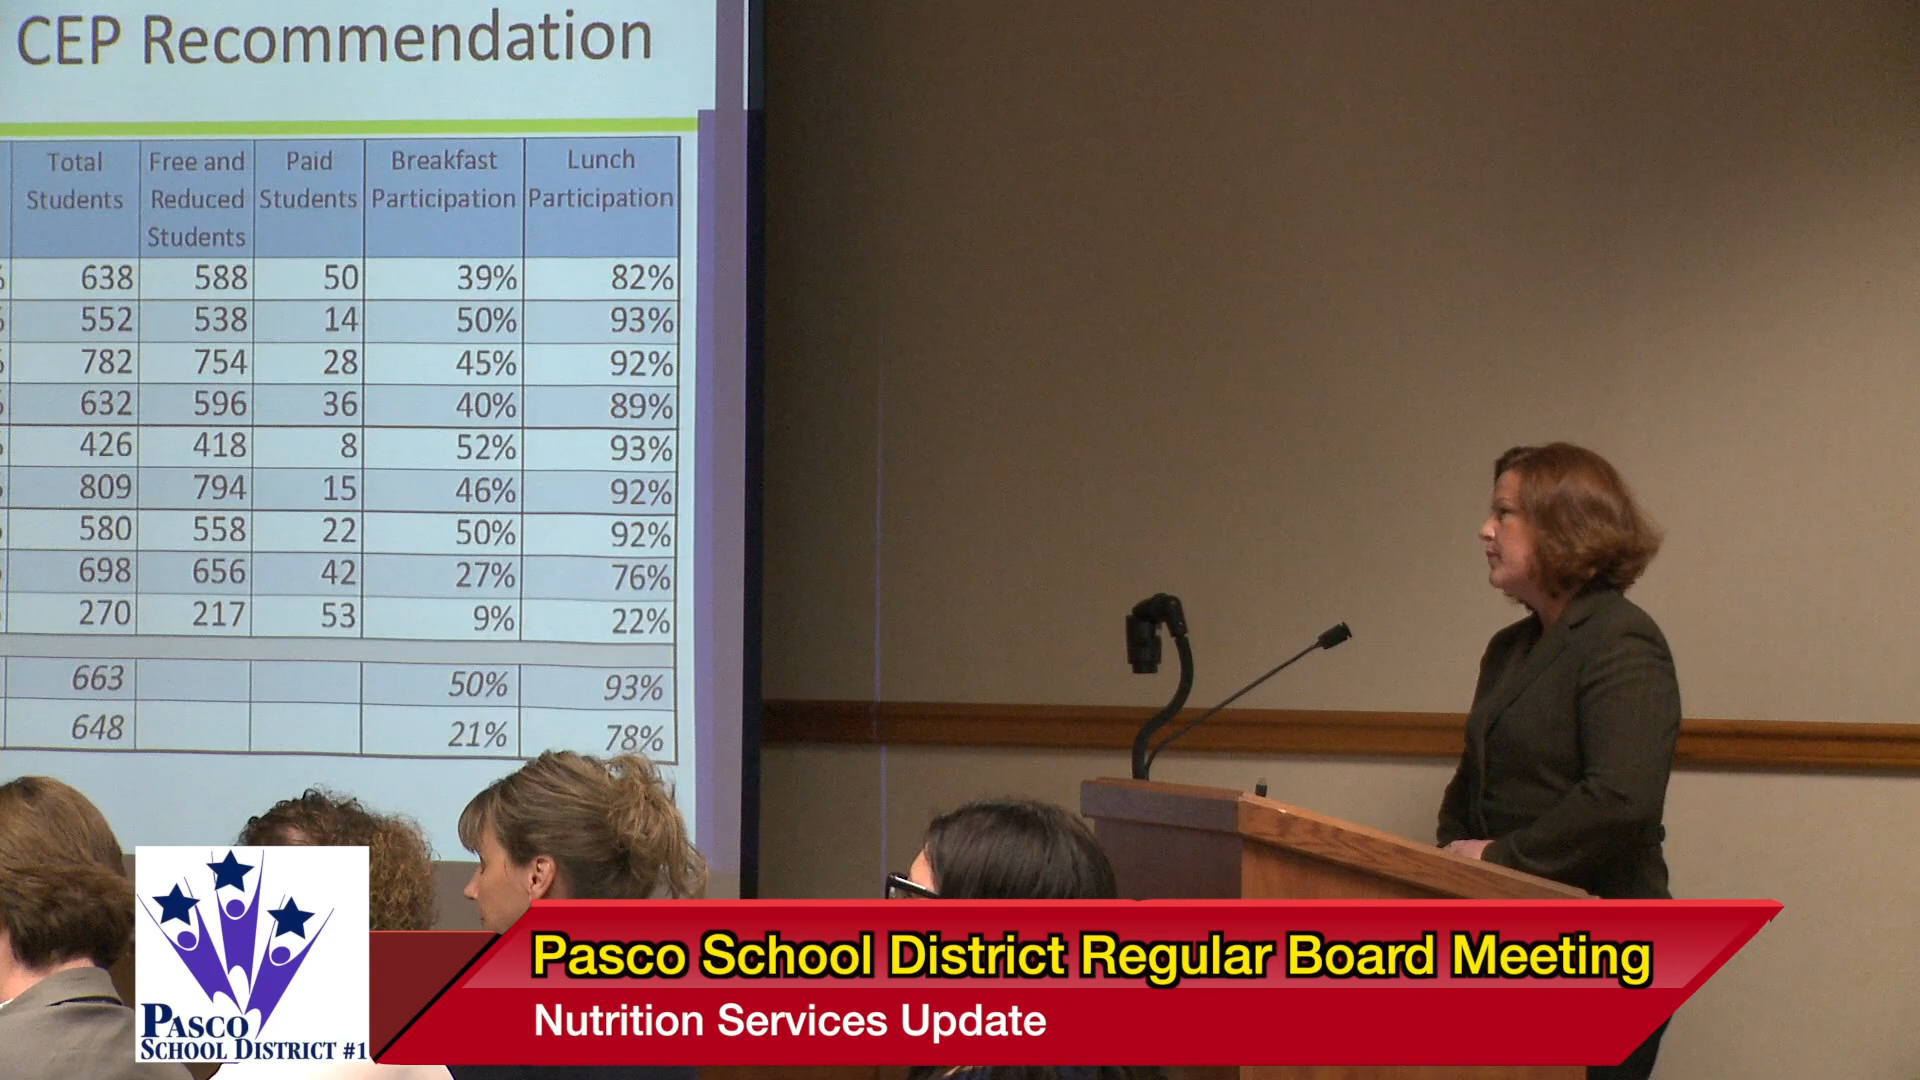 CEP Recommendation
Total Students Free and Reduced Students Paid Students Breakfast Participation Lunch Participation
% 638 588 50 39% 82%
552 538 14 50% 93%
782 754 28 45% 92%
632 596 36 40% 89%
426 418 8 52% 93%
809 794 15 46% 92%
580 558 22 50% 92%
698 656 42 27% 76%
270 217 53 9% 22%
663 50% 93%
648 21% 78%
Pasco School District Regular Board Meeting
Nutrition Services Update
PASCO
SCHOOL DISTRICT #1